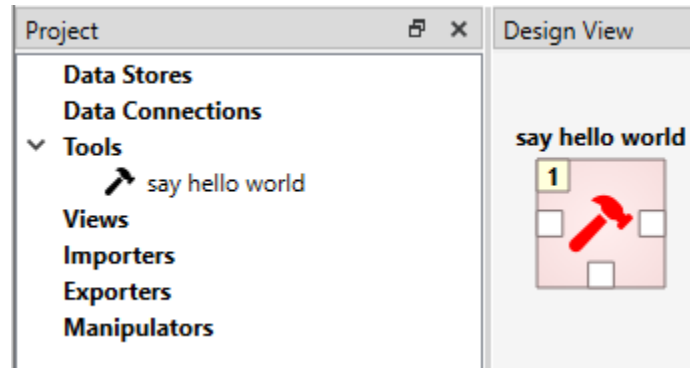 Project
Data Stores
Data Connections
Tools
say hello world
Views
Importers
Exporters
Manipulators
Design View
say hello world
1